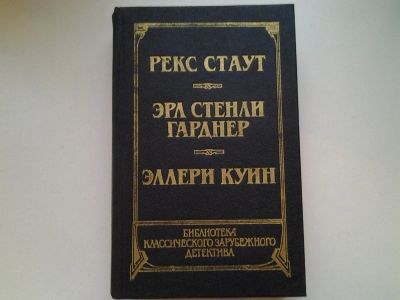 РЕКС СТАУТ
ЭРЛ СТЕНЛИ
ГАРДНЕР
ЭЛЛЕРИ КУИН
БИБЛИОТЕКА
КЛАССИЧЕСКОГО ЗАРУБЕЖНОГО
ДЕТЕКТИВА